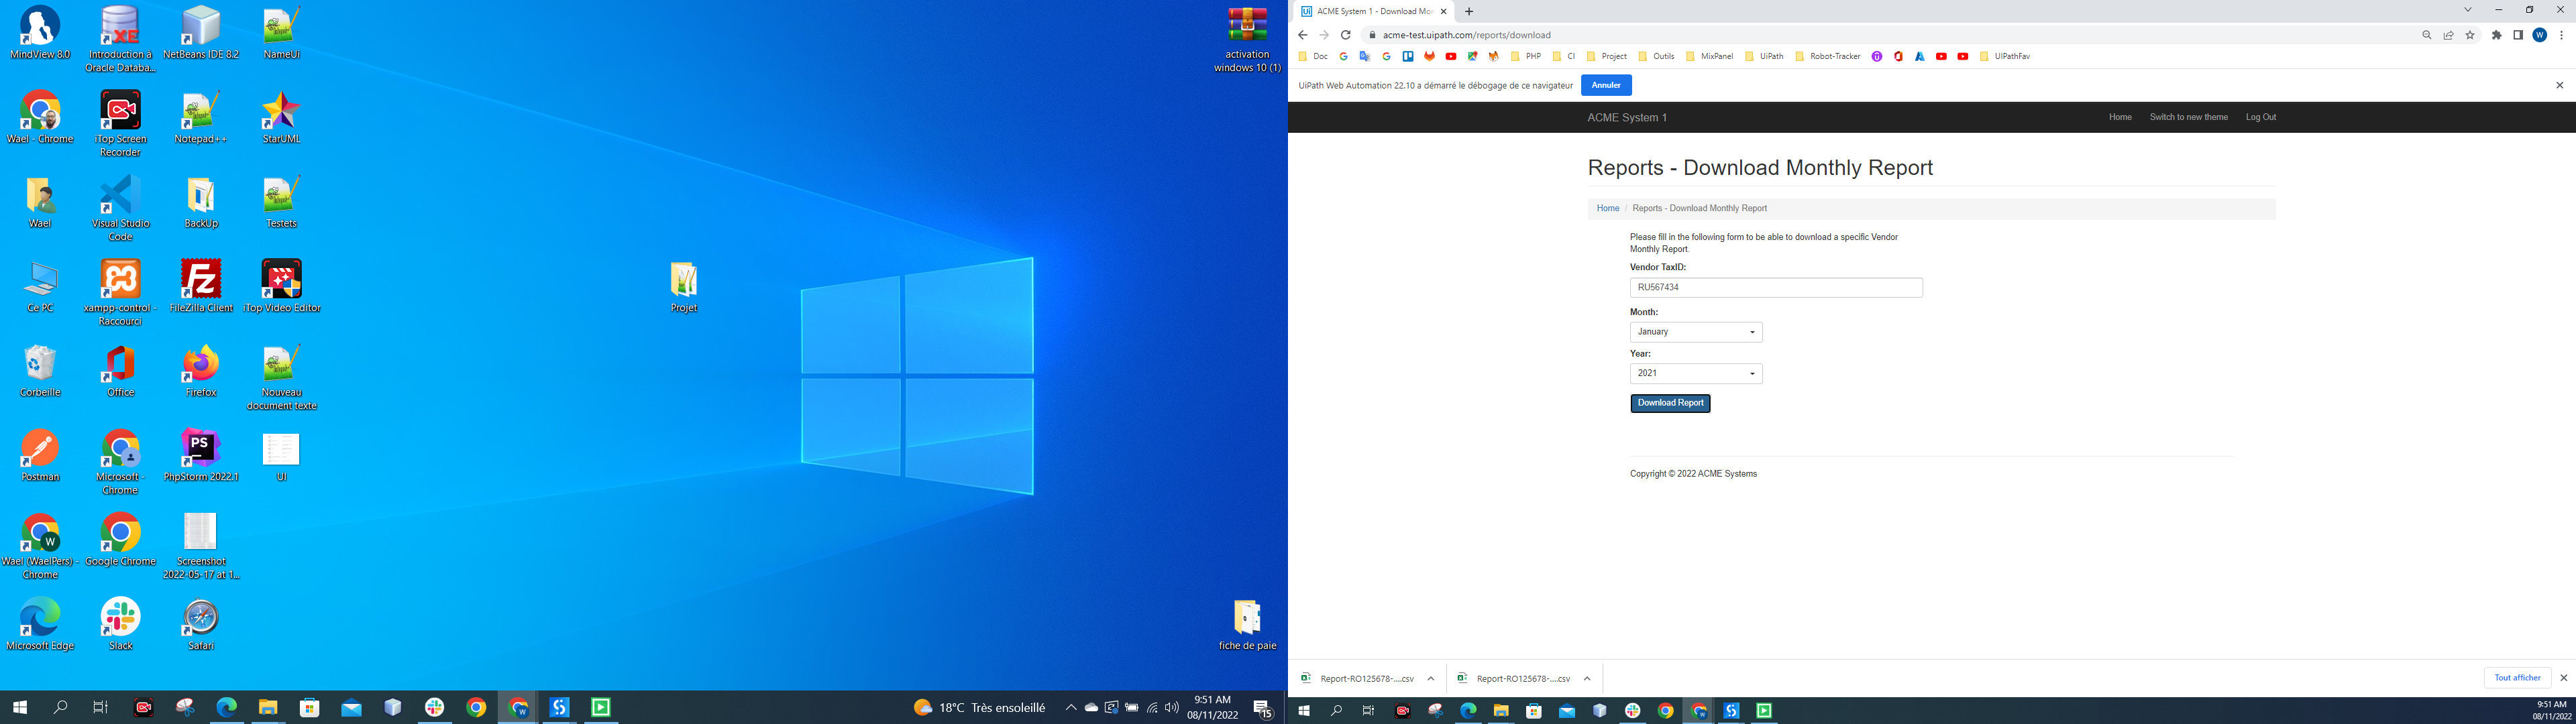 MindView 8.0
Introduction à
Oracle Databa...
NetBeans IDE 8.2
NameUi
activation
windows 10 (1)
Wael - Chrome
iTop Screen
Recorder
Notepad++
StarUML
Wael
Visual Studio
Code
BackUp
Testets
Ce PC
xampp-control -
Raccourci
FileZilla Client
iTop Video Editor
Projet
Corbeille
Office
Firefox
Nouveau
document texte
Postman
Microsoft -
Chrome
PhpStorm 2022.1
UI
Wael (WaelPers) -
Chrome
Google Chrome
Screenshot
2022-05-17 at 1...
Microsoft Edge
Slack
Safari
fiche de paie
18°C Très ensoleillé
9:51 AM
08/11/2022
15
ACME System 1 - Download Mon
acme-test.uipath.com/reports/download
Doc
PHP
CI
Project
Outils
MixPanel
UiPath
Robot-Tracker
UIPathFav
UiPath Web Automation 22.10 a démarré le débogage de ce navigateur
Annuler
ACME System 1
Home
Switch to new theme
Log Out
Reports - Download Monthly Report
Home / Reports - Download Monthly Report
Please fill in the following form to be able to download a specific Vendor
Monthly Report.
Vendor TaxID:
RU567434
Month:
January
Year:
2021
Download Report
Copyright © 2022 ACME Systems
Report-RO125678-....csv
Report-RO125678-....csv
Tout afficher
9:51 AM
08/11/2022